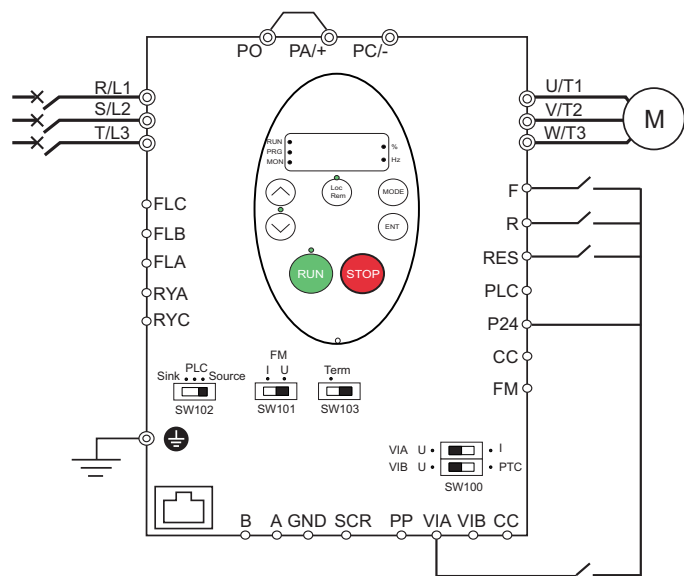 PO PA/+ PC/-
R/L1
S/L2
T/L3
U/T1
V/T2
W/T3
M
RUN
PRG
MON
%
Hz
Loc
Rem
MODE
ENT
RUN
STOP
FLC
FLB
FLA
RYA
RYC
F
R
RES
PLC
P24
CC
FM
PLC
Sink Source
SW102
FM
I U
SW101
Term
SW103
VIA U I
VIB U PTC
SW100
B A GND SCR PP VIA VIB CC